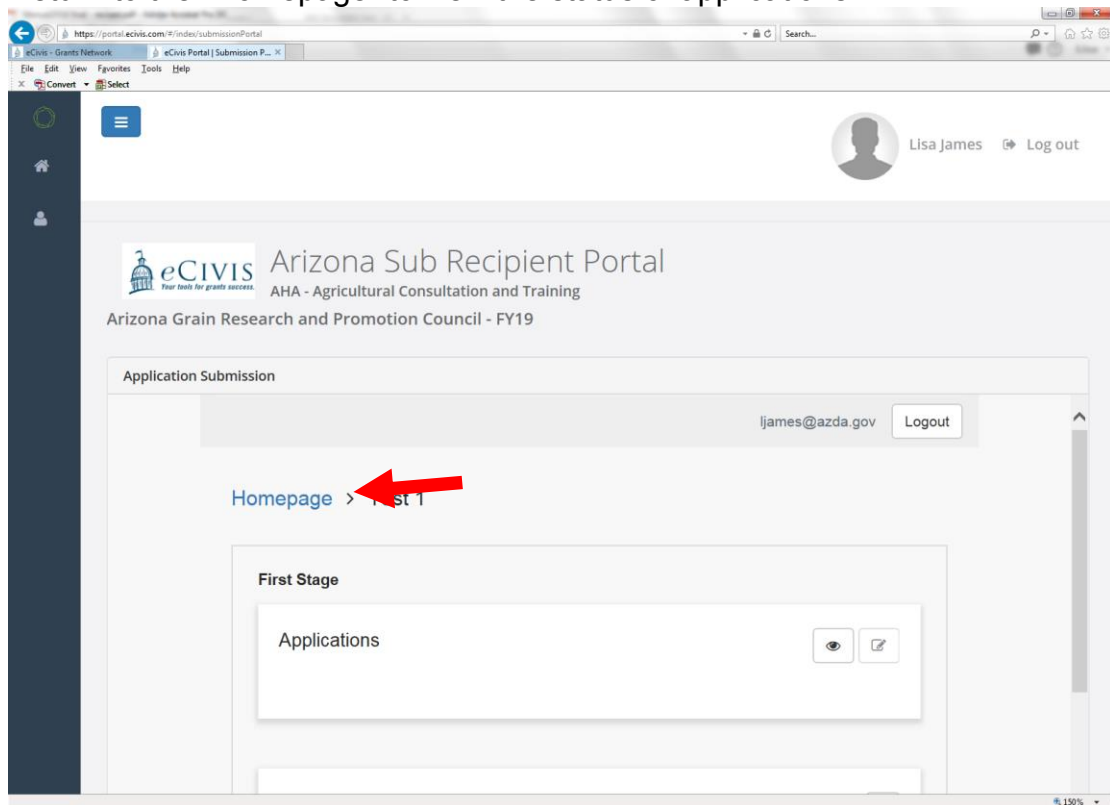 https://portal.ecivis.com/#/index/submissionPortal
Search...
eCivis - Grants Network
eCivis Portal | Submission P...
File Edit View Favorites Tools Help
Convert Select
Lisa James Log out
eCIVIS
Your tools for grants success.
Arizona Sub Recipient Portal
AHA - Agricultural Consultation and Training
Arizona Grain Research and Promotion Council - FY19
Application Submission
ljames@azda.gov Logout
Homepage > 1
First Stage
Applications
150%